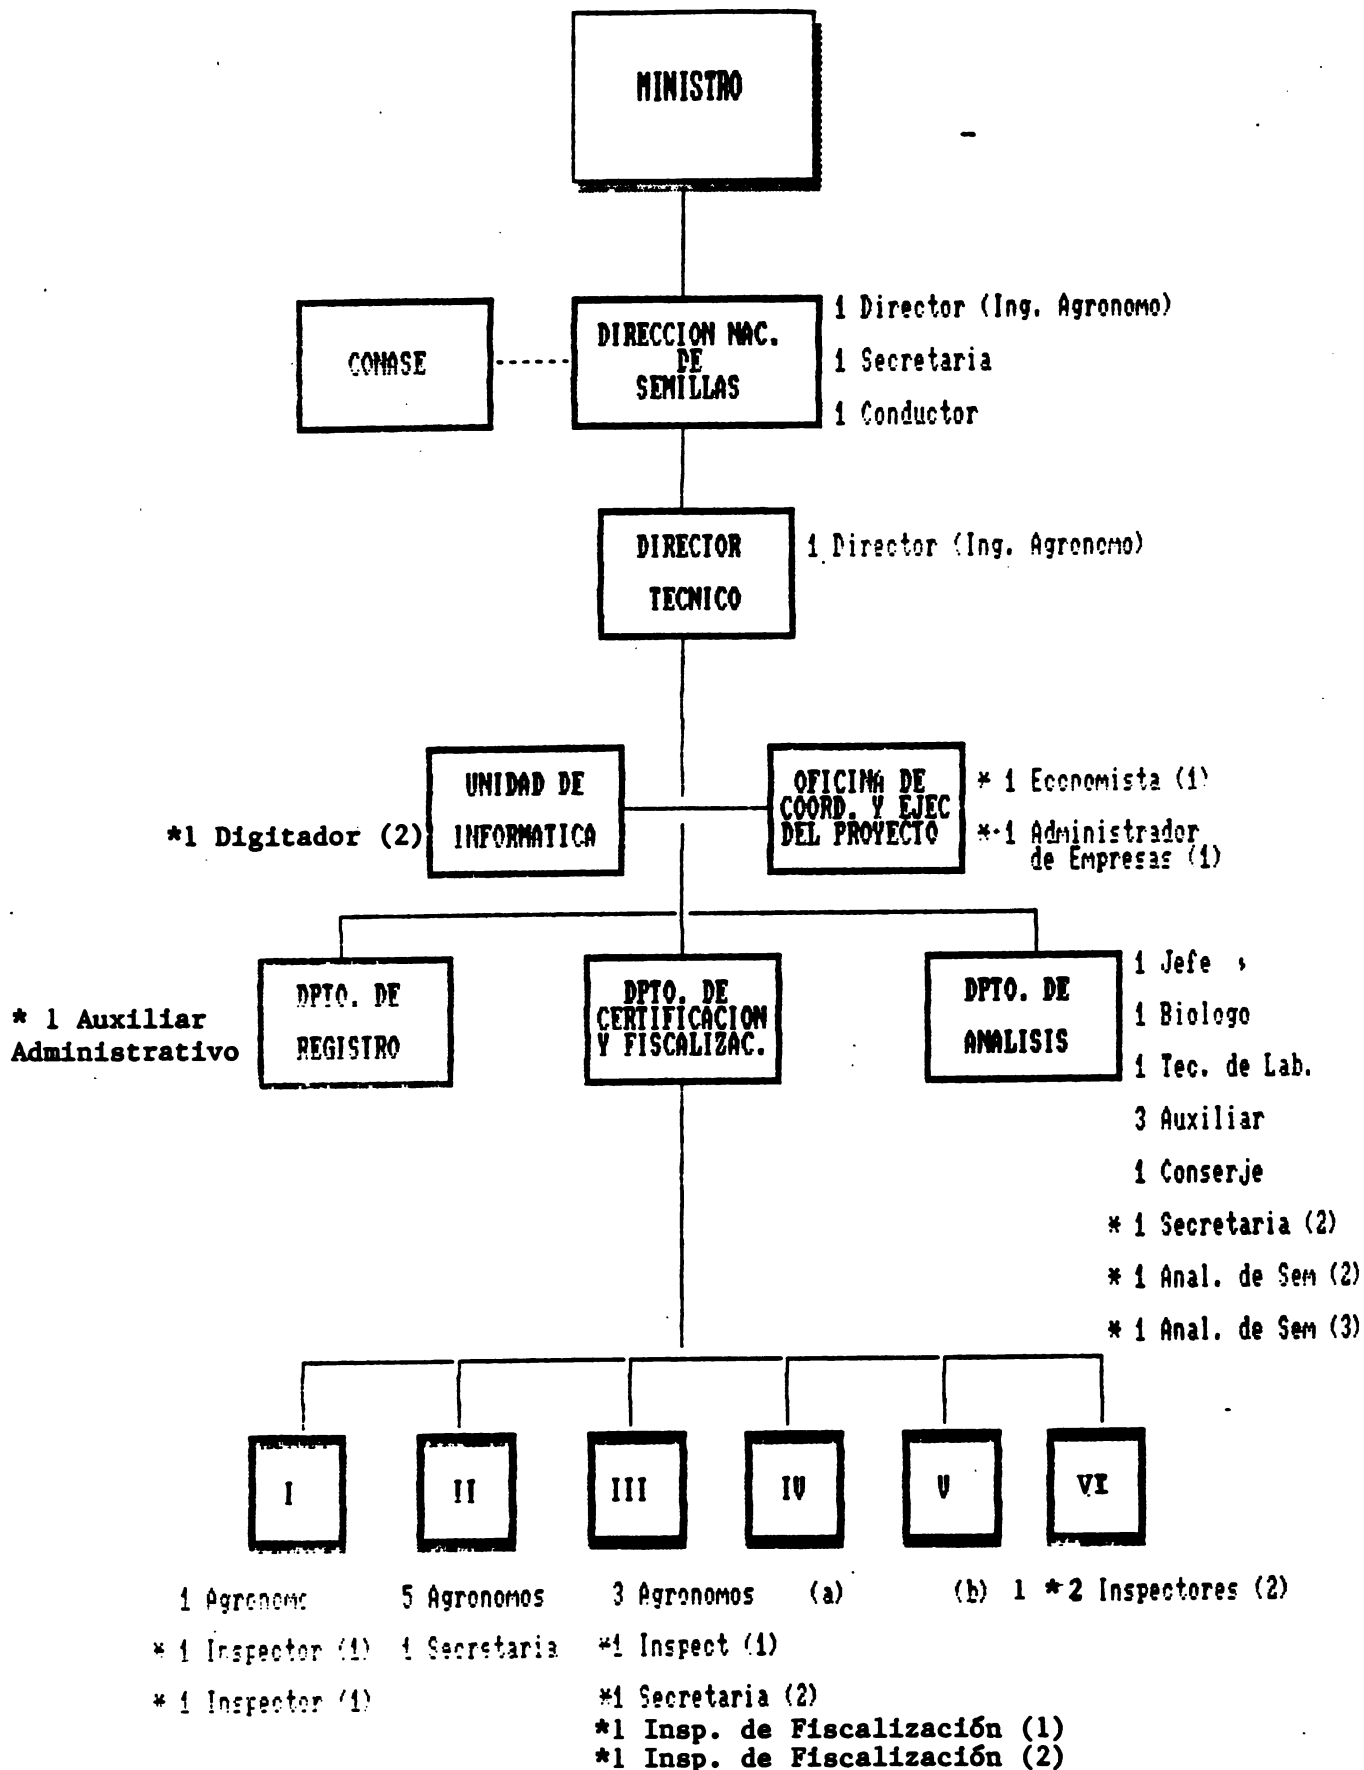 MINISTRO
CONASE
DIRECCION NAC.
DE
SEMILLAS
1 Director (Ing. Agronomo)
1 Secretaria
1 Conductor
DIRECTOR
TECNICO
1 Director (Ing. Agronomo)
UNIDAD DE
INFORMATICA
*1 Digitador (2)
OFICINA DE
COORD. Y EJEC
DEL PROYECTO
* 1 Economista (1)
* 1 Administrador
de Empresas (1)
* 1 Auxiliar
Administrativo
DPTO. DE
REGISTRO
DPTO. DE
CERTIFICACION
Y FISCALIZAC.
DPTO. DE
ANALISIS
1 Jefe
1 Biologo
1 Tec. de Lab.
3 Auxiliar
1 Conserje
* 1 Secretaria (2)
* 1 Anal. de Sem (2)
* 1 Anal. de Sem (3)
I
II
III
IV
V
VI
1 Agronomo
* 1 Inspector (1)
* 1 Inspector (1)
5 Agronomos
1 Secretaria
3 Agronomos
*1 Inspect (1)
*1 Secretaria (2)
*1 Insp. de Fiscalización (1)
*1 Insp. de Fiscalización (2)
(a)
(b)
1 *2 Inspectores (2)